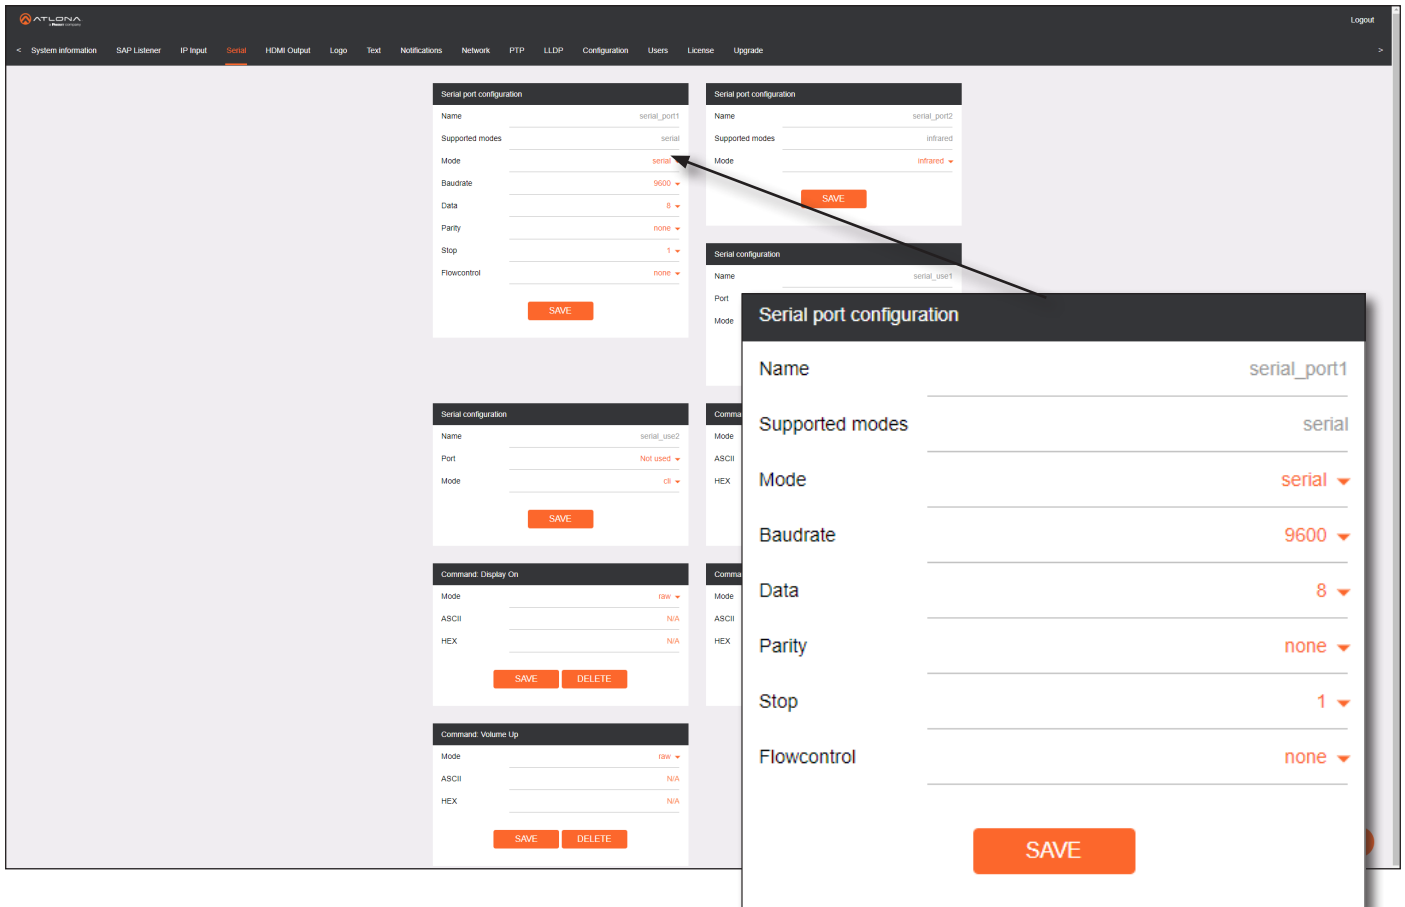 ATLONA
Logout
< System information SAP Listener IP Input Serial HDMI Output Logo Text Notifications Network PTP LLDP Configuration Users License Upgrade >
Serial port configuration
Name serial_port1
Supported modes serial
Mode serial
Baudrate 9600
Data 8
Parity none
Stop 1
Flowcontrol none
SAVE
Serial port configuration
Name serial_port2
Supported modes infrared
Mode infrared
SAVE
Serial configuration
Name serial_use1
Port
Mode
Serial configuration
Name serial_use2
Port Not used
Mode cli
SAVE
Comma
Mode
ASCII
HEX
Command: Display On
Mode raw
ASCII N/A
HEX N/A
SAVE DELETE
Comma
Mode
ASCII
HEX
Command: Volume Up
Mode raw
ASCII N/A
HEX N/A
SAVE DELETE
Serial port configuration
Name serial_port1
Supported modes serial
Mode serial
Baudrate 9600
Data 8
Parity none
Stop 1
Flowcontrol none
SAVE